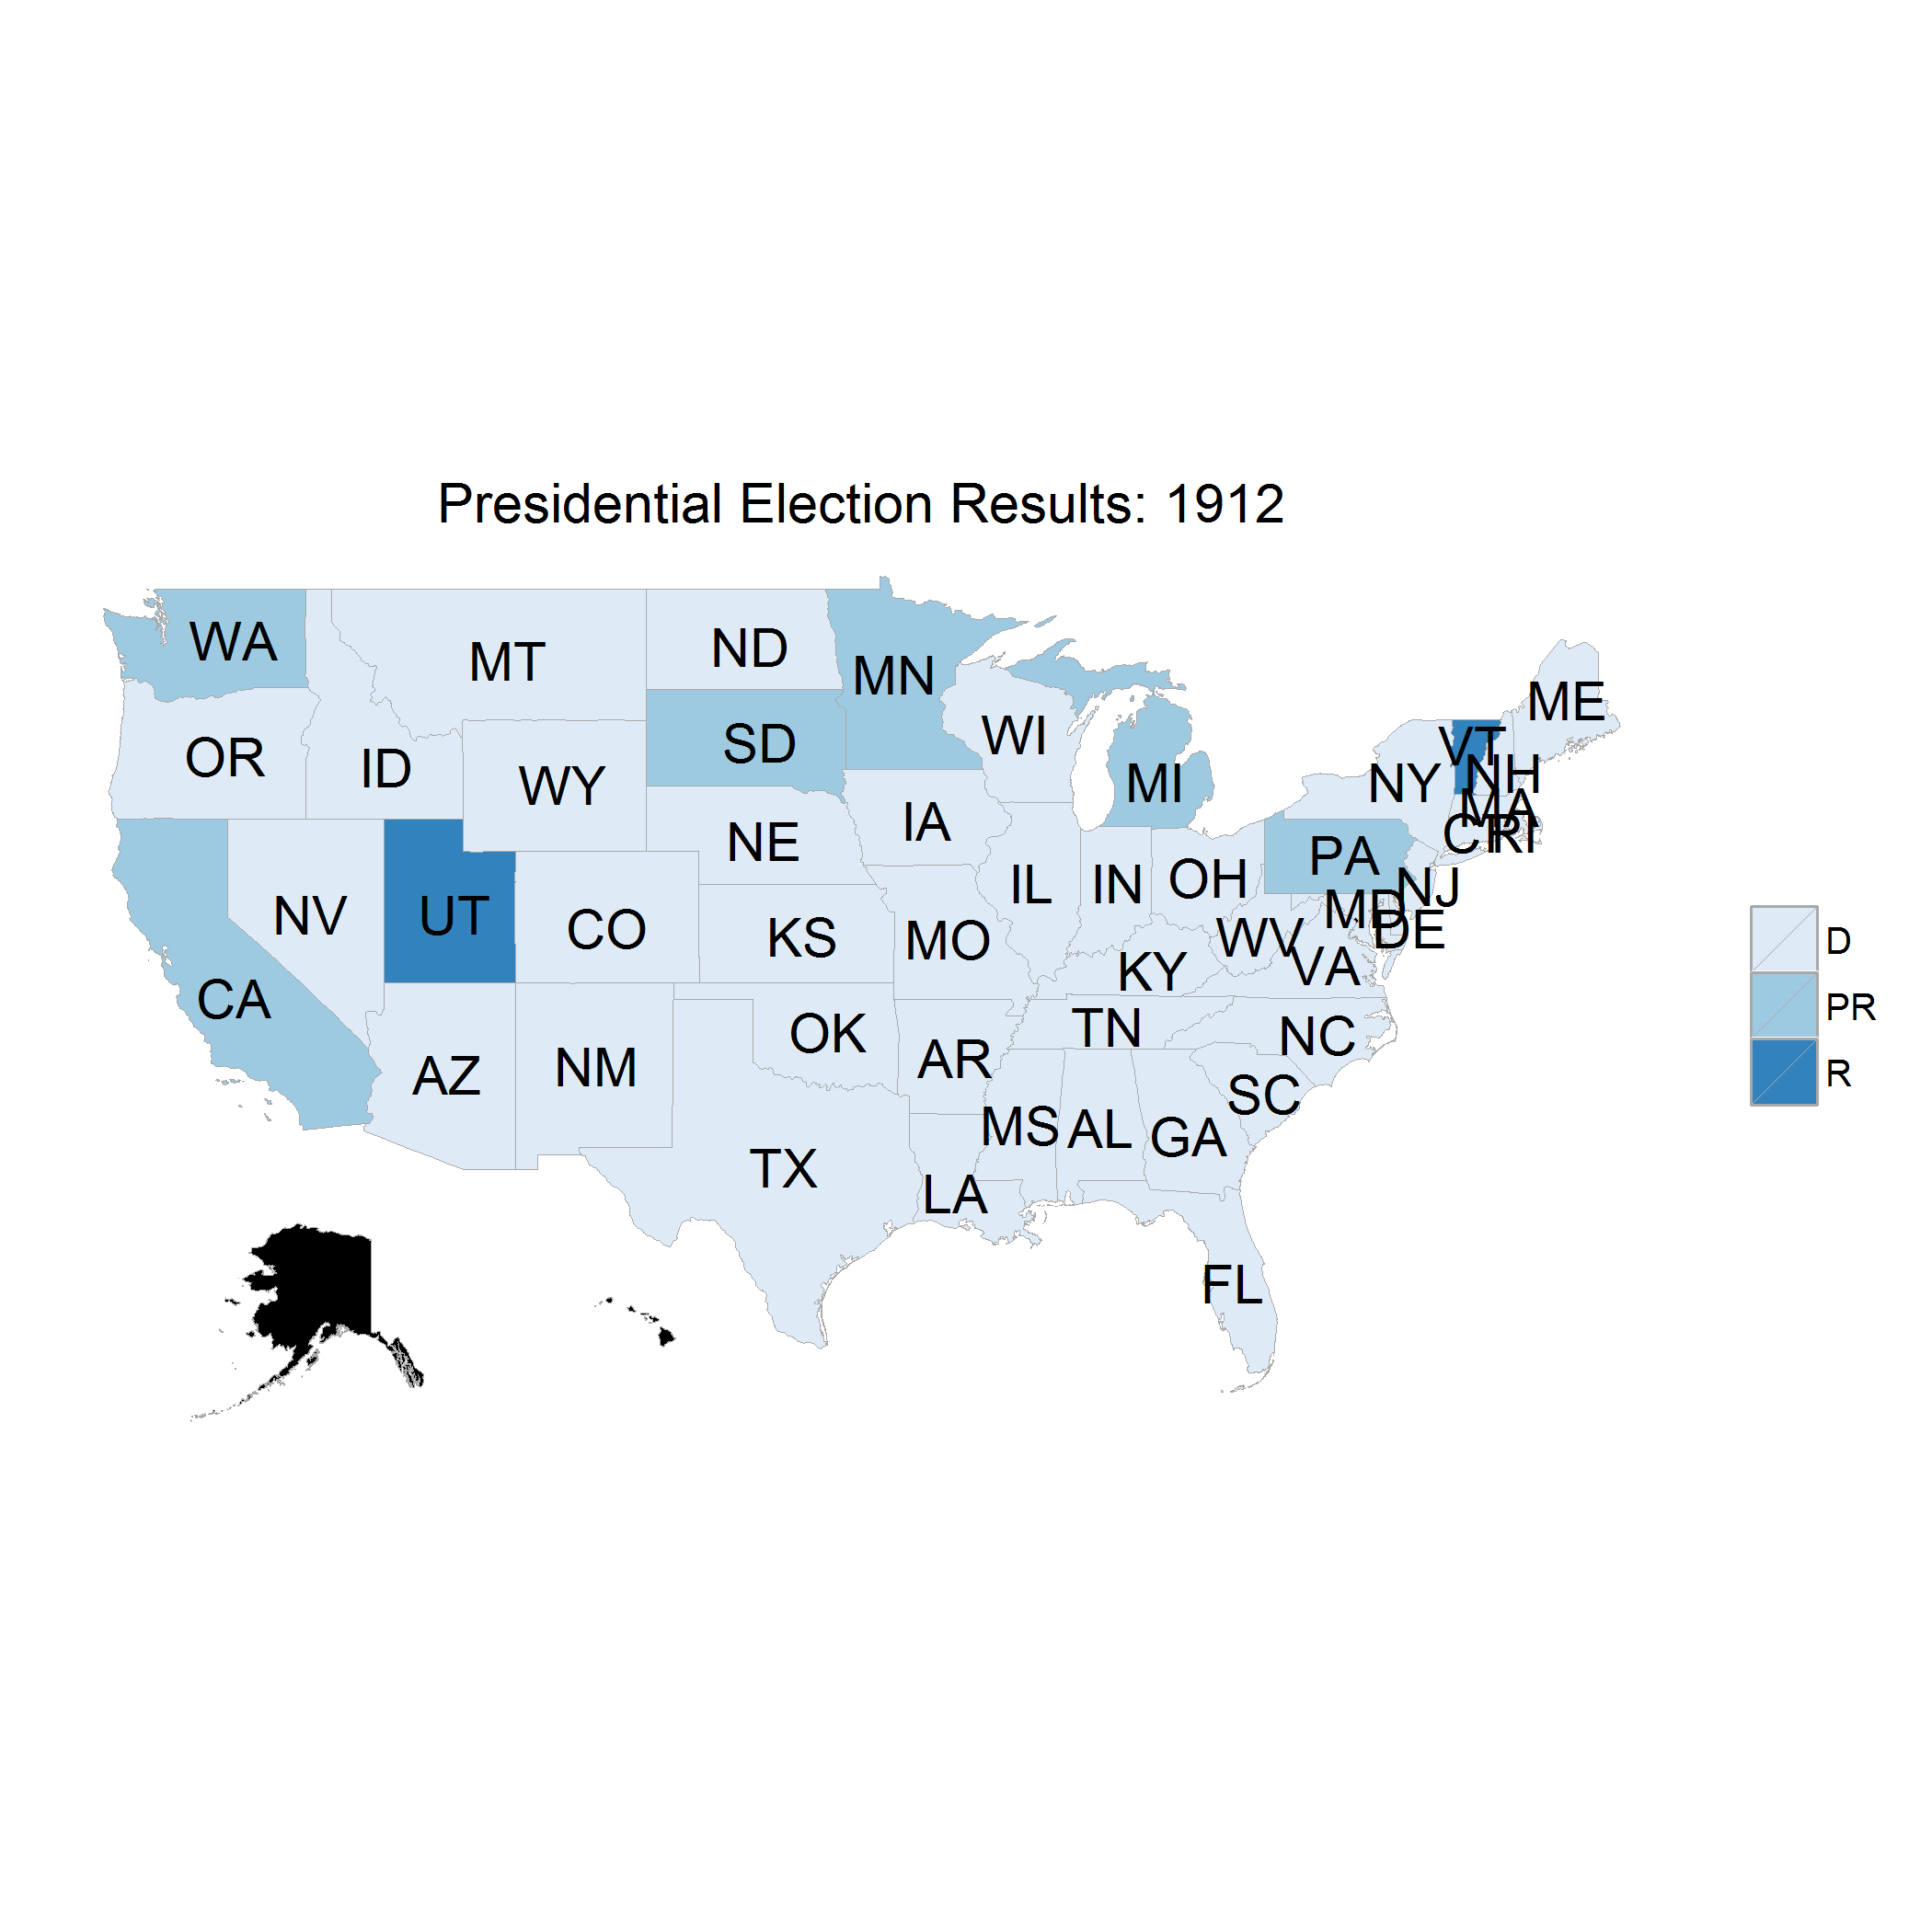 Presidential Election Results: 1912
WA
MT
ND
MN
ME
OR
ID
WY
SD
WI
MI
VT
NH
NY
MA
CT
RI
NE
IA
PA
NV
UT
CO
KS
MO
IL
IN
OH
NJ
MD
DE
WV
VA
KY
CA
AZ
NM
OK
AR
TN
NC
SC
MS
AL
GA
TX
LA
FL
D
PR
R